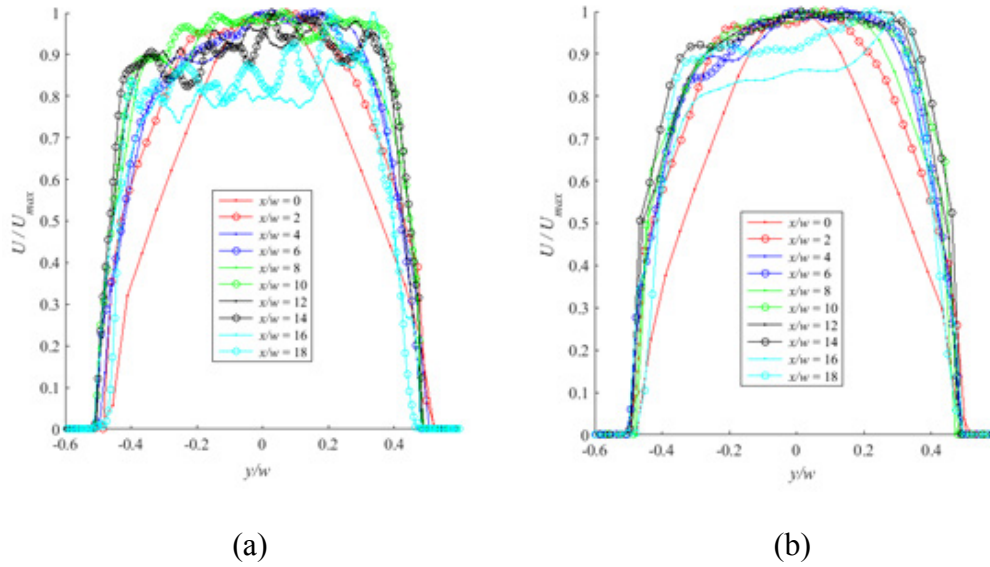 1
0.9
0.8
0.7
0.6
0.5
0.4
0.3
0.2
0.1
0
U / U max
-0.6 -0.4 -0.2 0 0.2 0.4
y/w
x/w = 0
x/w = 2
x/w = 4
x/w = 6
x/w = 8
x/w = 10
x/w = 12
x/w = 14
x/w = 16
x/w = 18
(a)
1
0.9
0.8
0.7
0.6
0.5
0.4
0.3
0.2
0.1
0
U / U max
-0.6 -0.4 -0.2 0 0.2 0.4
y/w
x/w = 0
x/w = 2
x/w = 4
x/w = 6
x/w = 8
x/w = 10
x/w = 12
x/w = 14
x/w = 16
x/w = 18
(b)